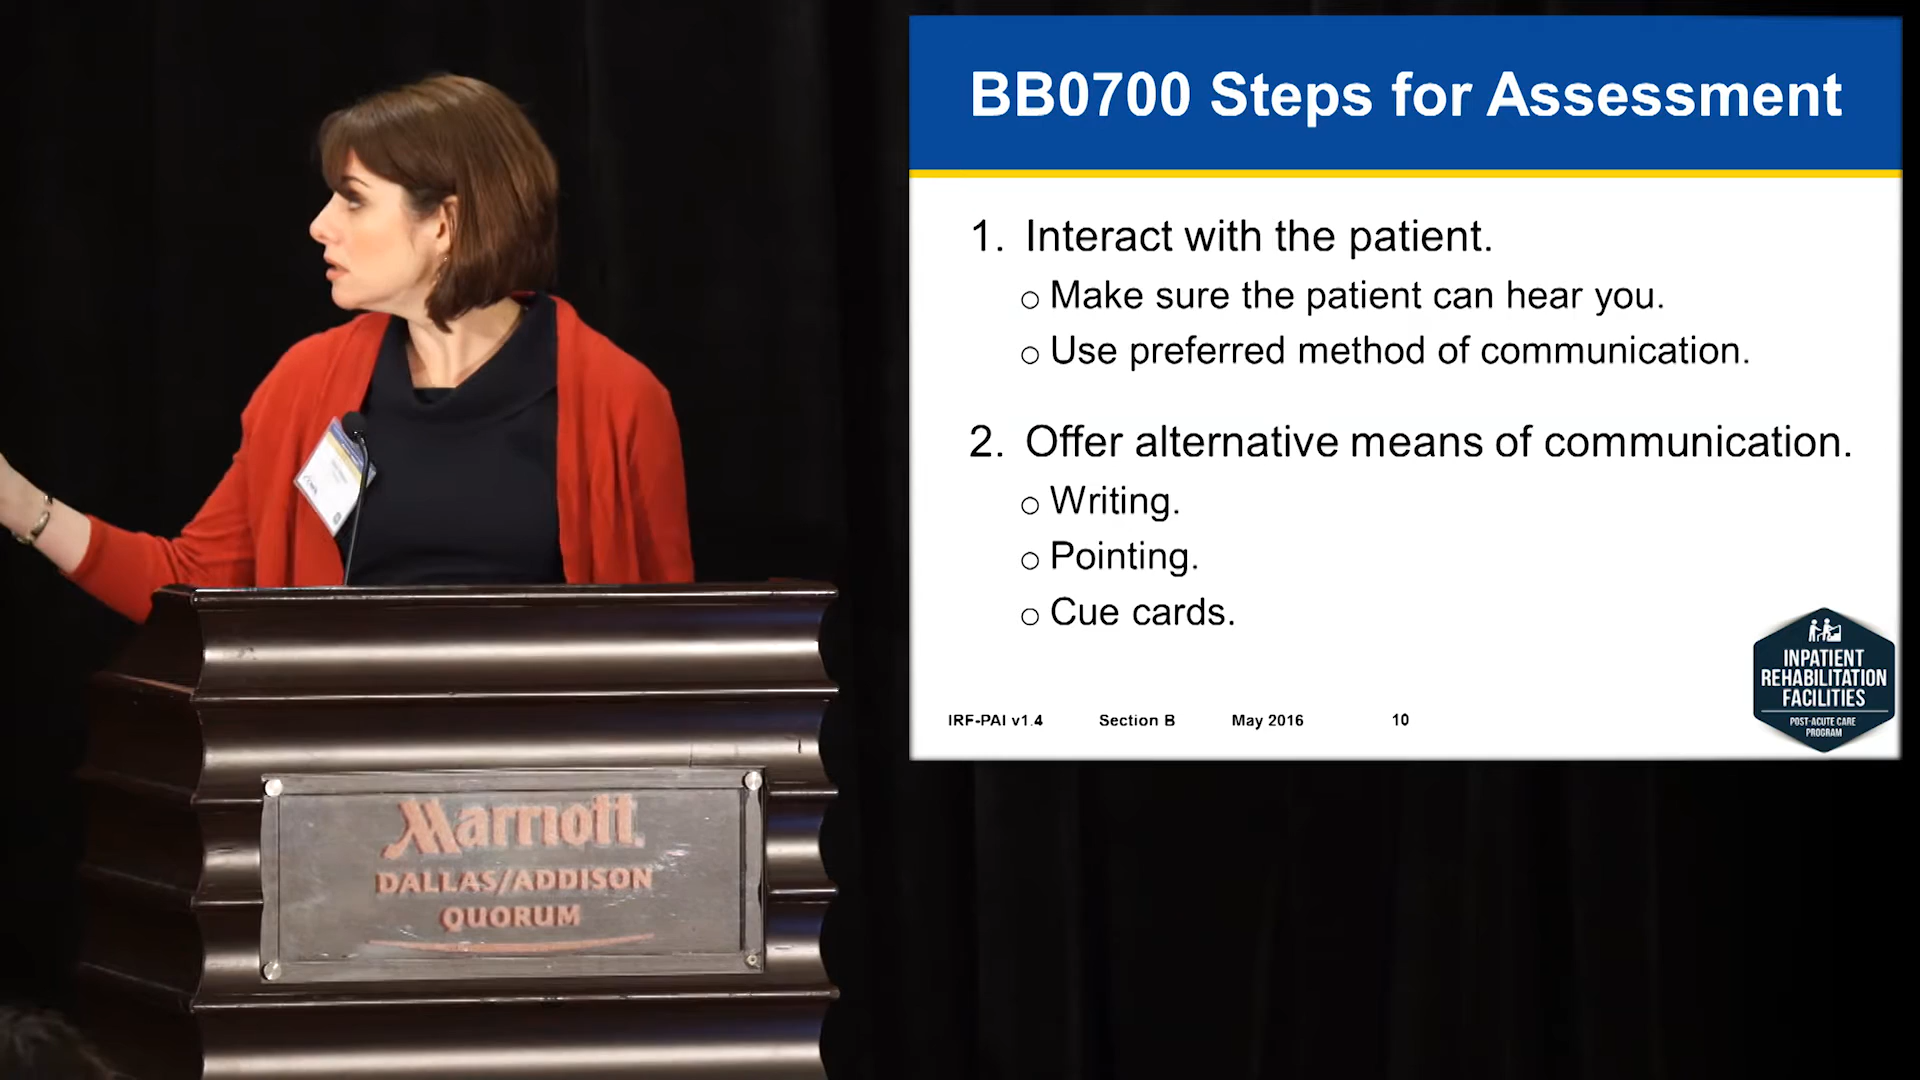 BB0700 Steps for Assessment
1. Interact with the patient.
○ Make sure the patient can hear you.
○ Use preferred method of communication.
2. Offer alternative means of communication.
○ Writing.
○ Pointing.
○ Cue cards.
IRF-PAI v1.4 Section B May 2016 10
INPATIENT
REHABILITATION
FACILITIES
POST-ACUTE CARE
PROGRAM
Marriott
DALLAS/ADDISON
QUORUM